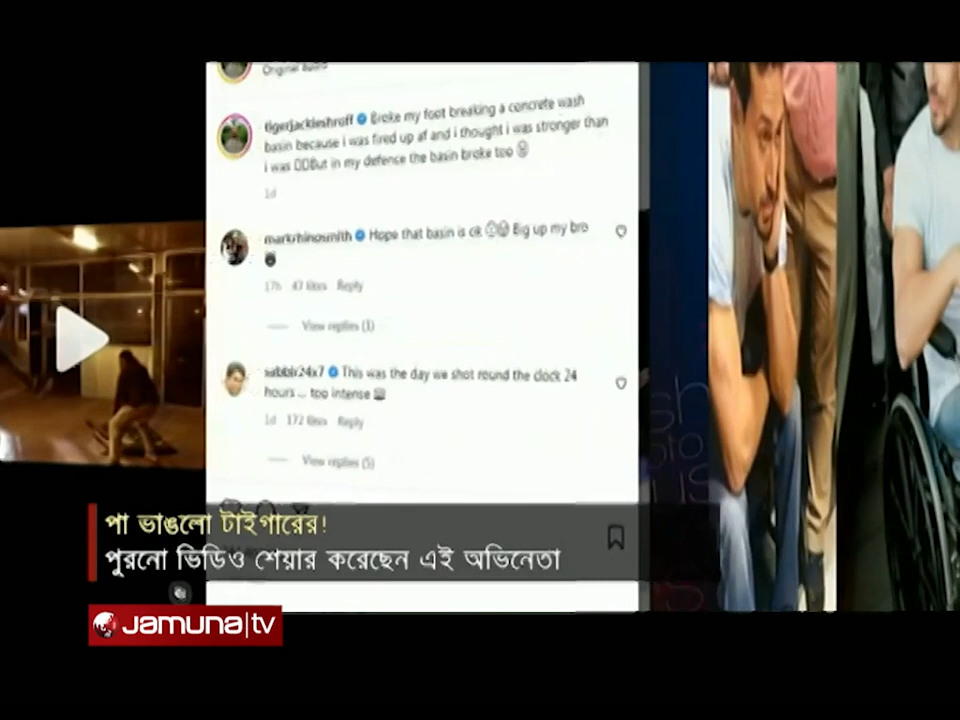 Original Audio
tigerjackieshroff Broke my foot breaking a concrete wash
basin because i was fired up af and i thought i was stronger than
i was But in my defence the basin broke too
1d
markrhinosmith Hope that basin is ok Big up my bro
17h 47 likes Reply
View replies (1)
sabbir24x7 This was the day we shot round the clock 24
hours ... too intense
1d 172 likes Reply
View replies (5)
পা ভাঙলো টাইগারের!
পুরনো ভিডিও শেয়ার করেছেন এই অভিনেতা
Jamuna|tv